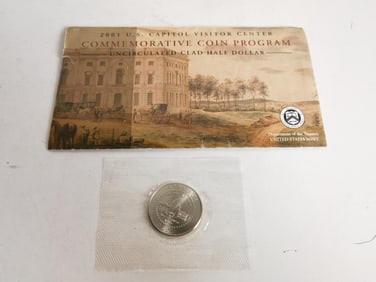 2001 U.S. CAPITOL VISITOR CENTER
COMMEMORATIVE COIN PROGRAM
UNCIRCULATED CLAD HALF DOLLAR
Department of the Treasury
UNITED STATES MINT